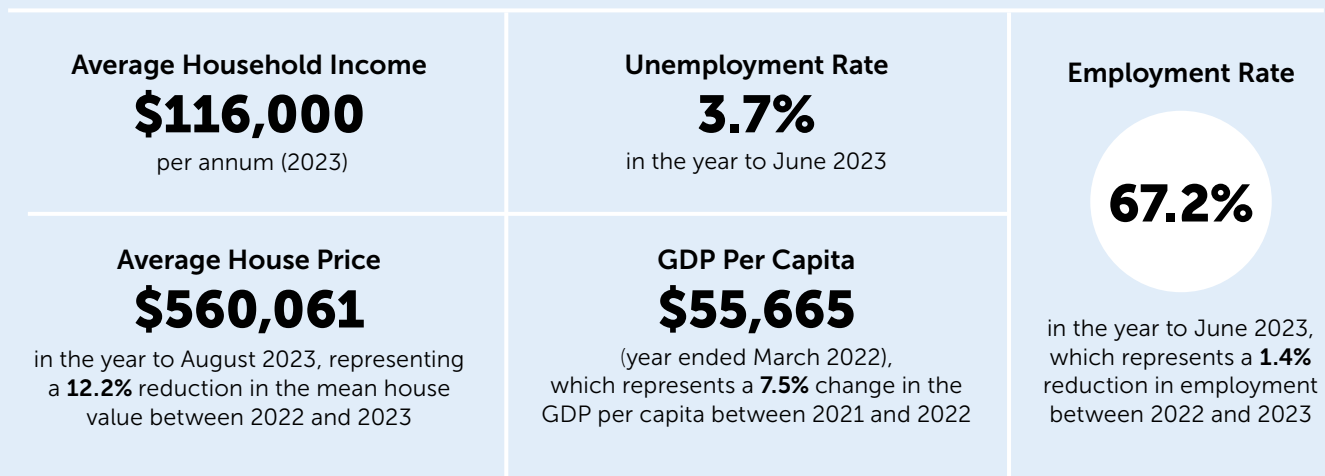 Average Household Income
$116,000
per annum (2023)
Unemployment Rate
3.7%
in the year to June 2023
Employment Rate
67.2%
in the year to June 2023,
which represents a 1.4%
reduction in employment
between 2022 and 2023
Average House Price
$560,061
in the year to August 2023, representing
a 12.2% reduction in the mean house
value between 2022 and 2023
GDP Per Capita
$55,665
(year ended March 2022),
which represents a 7.5% change in the
GDP per capita between 2021 and 2022